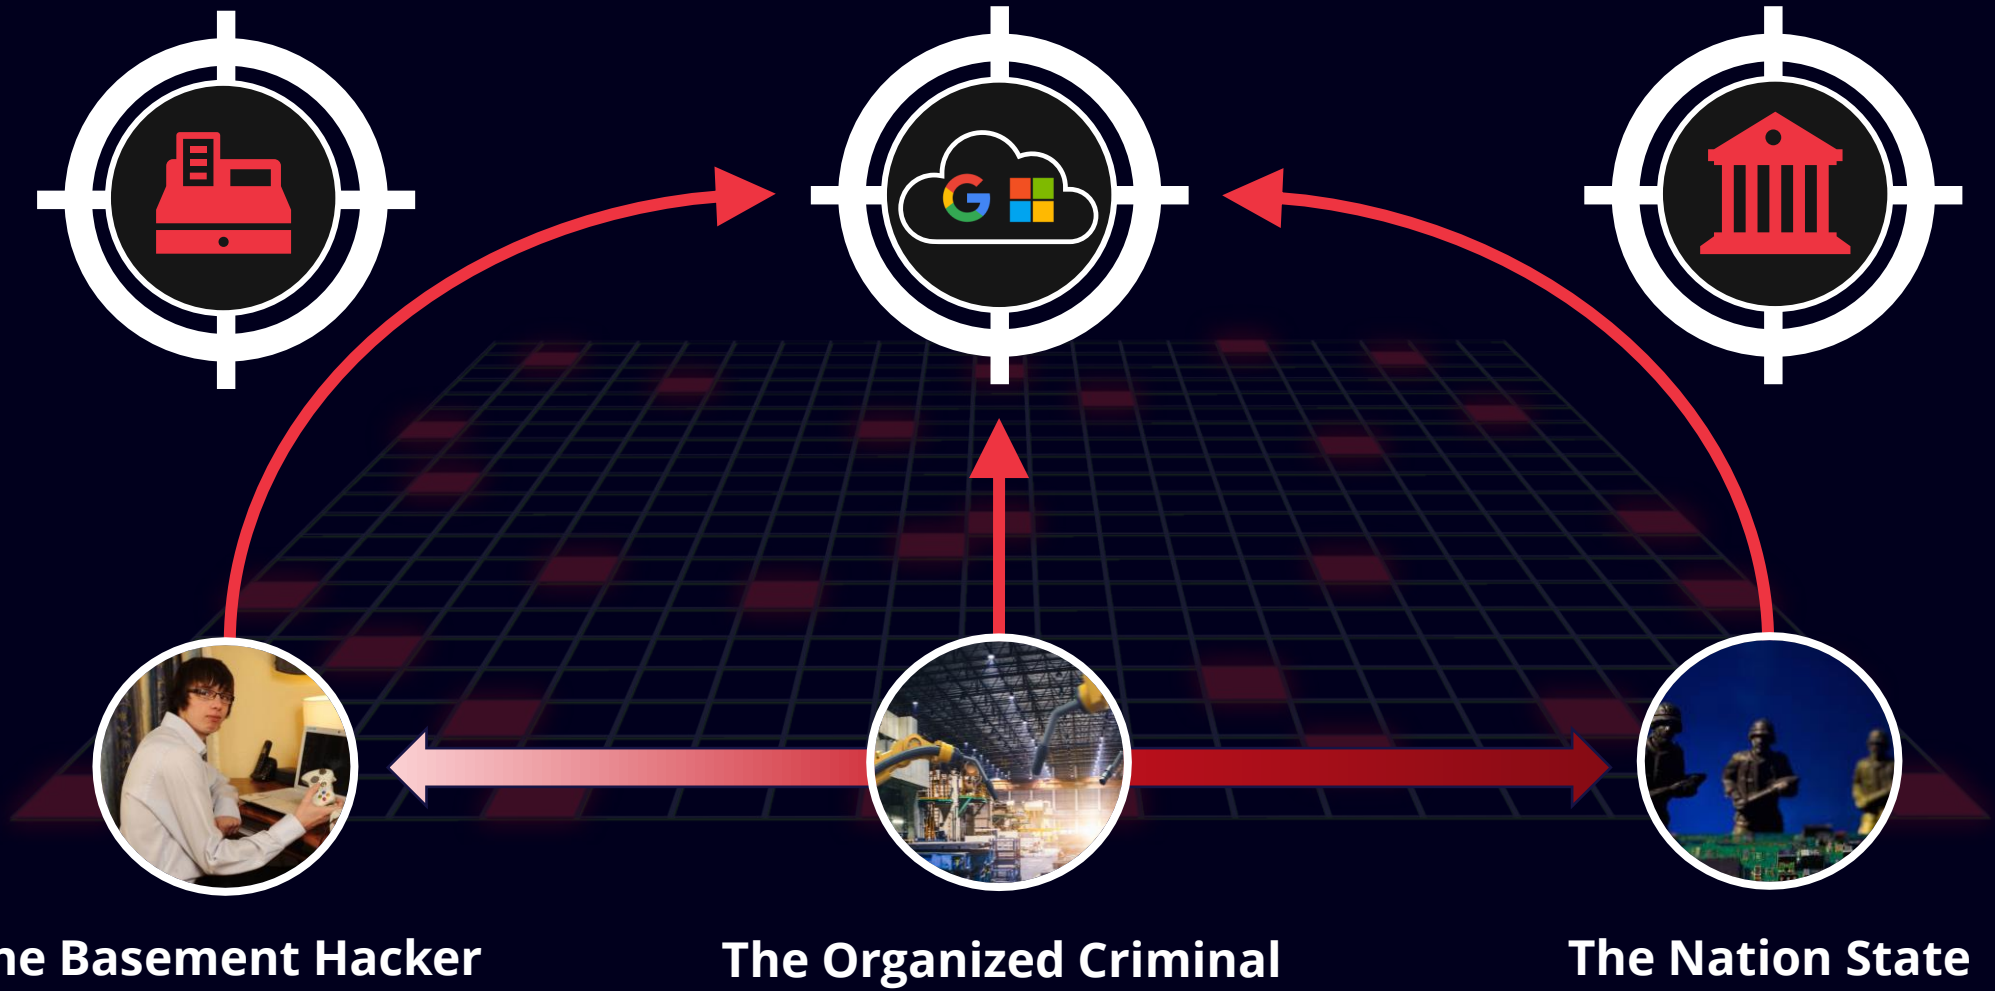 he Basement Hacker
The Organized Criminal
The Nation State